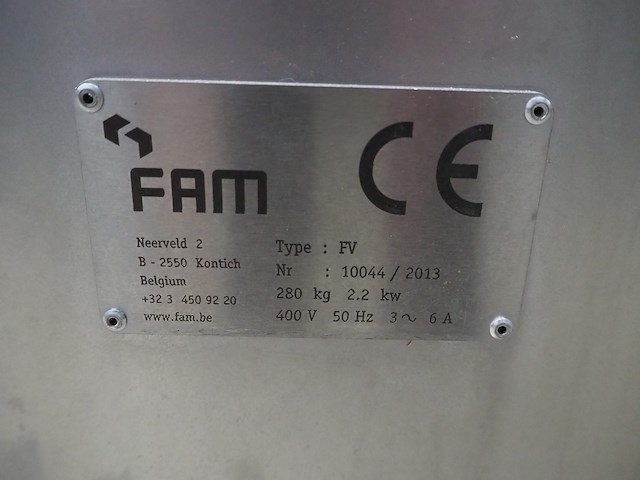 FAM
CE
Neerveld 2
B - 2550 Kontich
Belgium
+32 3 450 92 20
www.fam.be
Type : FV
Nr : 10044 / 2013
280 kg 2.2 kw
400 V 50 Hz 3~ 6 A